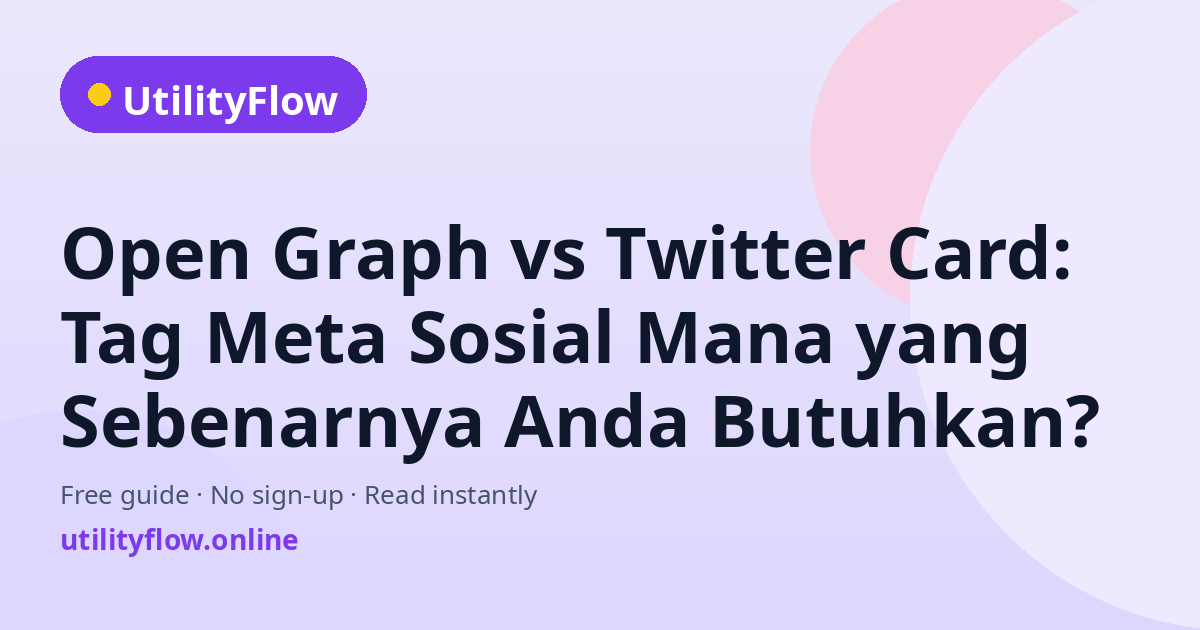 UtilityFlow
Open Graph vs Twitter Card:
Tag Meta Sosial Mana yang
Sebenarnya Anda Butuhkan?
Free guide · No sign-up · Read instantly
utilityflow.online